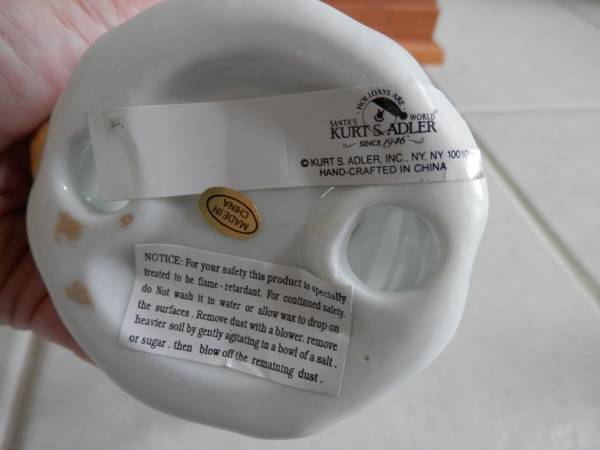 HOLIDAYS ARE
SANTA'S WORLD
KURT S. ADLER
SINCE 1946
© KURT S. ADLER, INC., NY, NY 10010
HAND-CRAFTED IN CHINA
MADE IN
CHINA
NOTICE: For your safety this product is specially
treated to be flame - retardant. For continued safety,
do Not wash it in water or allow wax to drop on
the surfaces . Remove dust with a blower, remove
heavier soil by gently agitating in a bowl of a salt .
or sugar . then blow off the remaining dust .